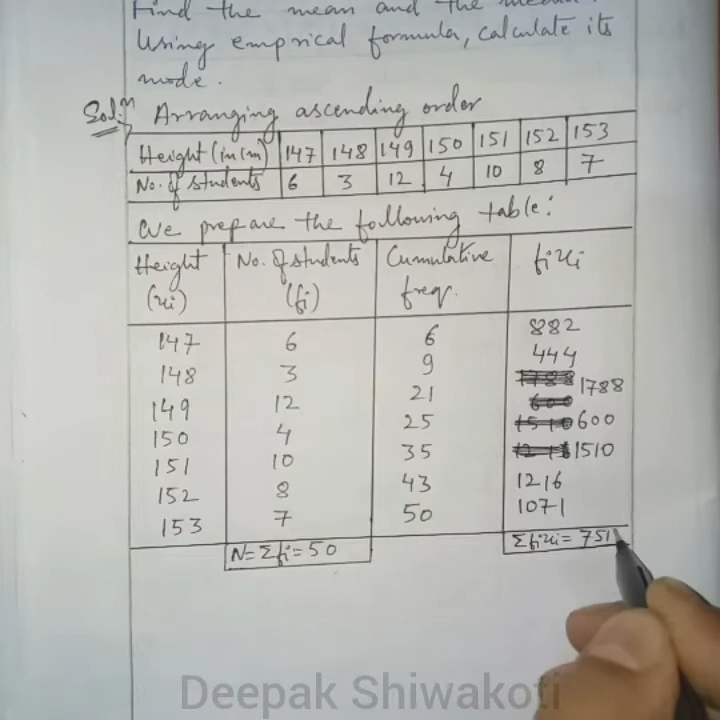 Find the mean and the median.
Using emprical formula, calculate its
mode.
Solⁿ: Arranging ascending order
Height (in cm) 147 148 149 150 151 152 153
No. of students 6 3 12 4 10 8 7
We prepare the following table:
Height (xi) No. of students (fi) Cumulative freq. fixi
147 6 6 882
148 3 9 444
149 12 21 1788
150 4 25 600
151 10 35 1510
152 8 43 1216
153 7 50 1071
N = Σfi = 50 Σfixi = 751
Deepak Shiwakoti